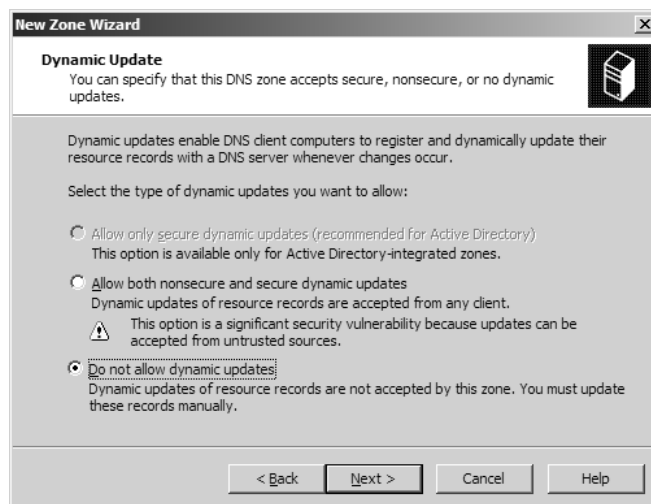 New Zone Wizard
Dynamic Update
You can specify that this DNS zone accepts secure, nonsecure, or no dynamic
updates.
Dynamic updates enable DNS client computers to register and dynamically update their
resource records with a DNS server whenever changes occur.
Select the type of dynamic updates you want to allow:
Allow only secure dynamic updates (recommended for Active Directory)
This option is available only for Active Directory-integrated zones.
Allow both nonsecure and secure dynamic updates
Dynamic updates of resource records are accepted from any client.
This option is a significant security vulnerability because updates can be
accepted from untrusted sources.
Do not allow dynamic updates
Dynamic updates of resource records are not accepted by this zone. You must update
these records manually.
< Back Next > Cancel Help